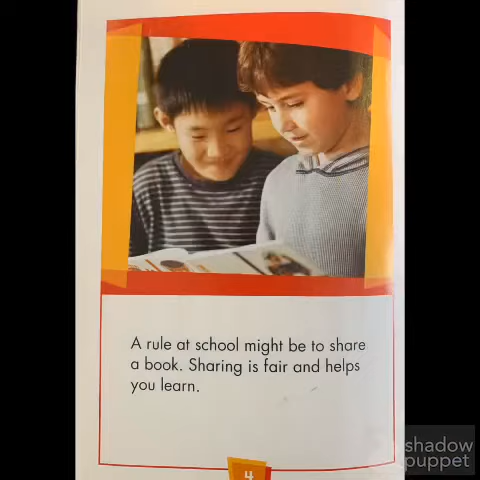 A rule at school might be to share
a book. Sharing is fair and helps
you learn.
4
shadow
puppet